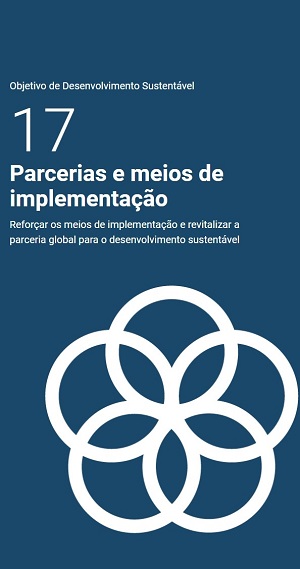 Objetivo de Desenvolvimento Sustentável
17
Parcerias e meios de
implementação
Reforçar os meios de implementação e revitalizar a
parceria global para o desenvolvimento sustentável